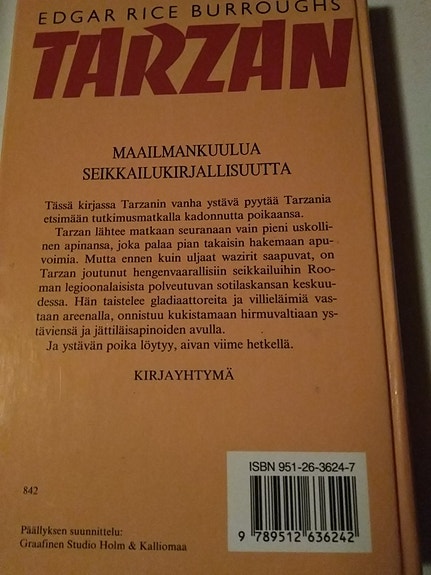 EDGAR RICE BURROUGHS
TARZAN
MAAILMANKUULUA
SEIKKAILUKIRJALLISUUTTA
Tässä kirjassa Tarzanin vanha ystävä pyytää Tarzania
etsimään tutkimusmatkalla kadonnutta poikaansa.
Tarzan lähtee matkaan seuranaan vain pieni uskolli-
nen apinansa, joka palaa pian takaisin hakemaan apu-
voimia. Mutta ennen kuin uljaat wazirit saapuvat, on
Tarzan joutunut hengenvaarallisiin seikkailuihin Roo-
man legioonalaisista polveutuvan sotilaskansan keskuu-
dessa. Hän taistelee gladiaattoreita ja villieläimiä vas-
taan areenalla, onnistuu kukistamaan hirmuvaltiaan ys-
täviensä ja jättiläisapinoiden avulla.
Ja ystävän poika löytyy, aivan viime hetkellä.
KIRJAYHTYMÄ
ISBN 951-26-3624-7
9 789512 636242
842
Päällyksen suunnittelu:
Graafinen Studio Holm & Kalliomaa